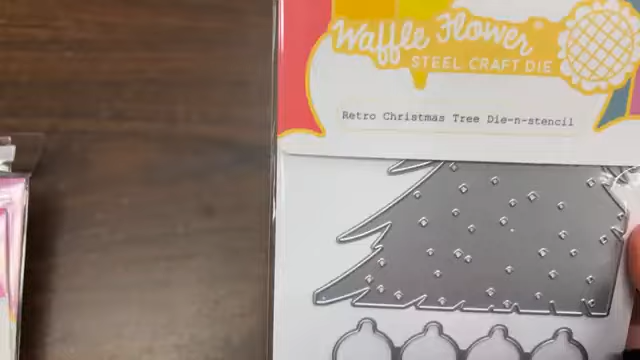 Waffle Flower
STEEL CRAFT DIE
Retro Christmas Tree Die-n-stencil